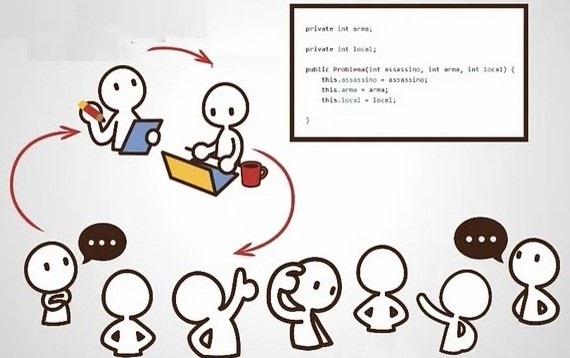 private int arma;
private int local;
public Problema(int assassino, int arma, int local) {
this.assassino = assassino;
this.arma = arma;
this.local = local;
}